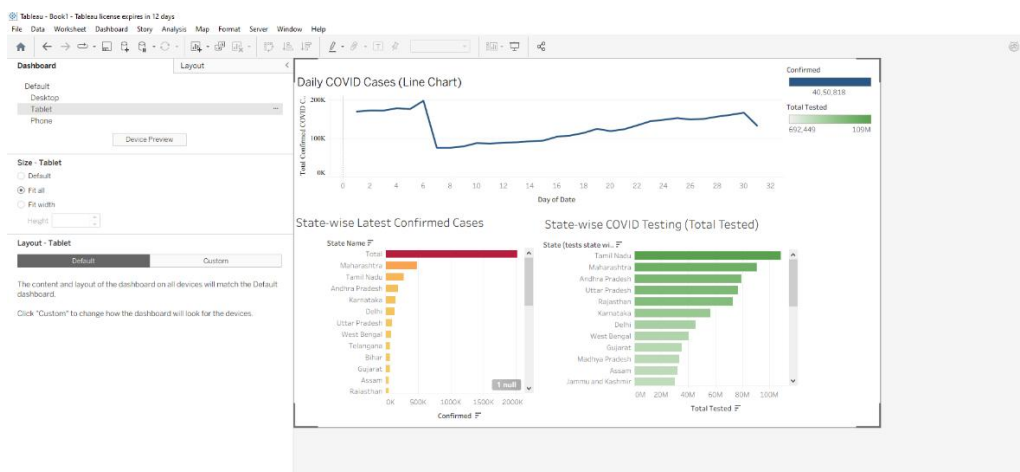 Tableau - Book1 - Tableau license expires in 12 days
File Data Worksheet Dashboard Story Analysis Map Format Server Window Help
Dashboard Layout
Default
Desktop
Tablet
Phone
Device Preview
Size - Tablet
Default
Fit all
Fit width
Height
Layout - Tablet
Default Custom
The content and layout of the dashboard on all devices will match the Default
dashboard.
Click "Custom" to change how the dashboard will look for the devices.
Daily COVID Cases (Line Chart)
Total Confirmed COVID C..
200K
100K
0K
0 2 4 6 8 10 12 14 16 18 20 22 24 26 28 30 32
Day of Date
Confirmed
40,50,818
Total Tested
692,449 109M
State-wise Latest Confirmed Cases
State Name
Total
Maharashtra
Tamil Nadu
Andhra Pradesh
Karnataka
Delhi
Uttar Pradesh
West Bengal
Telangana
Bihar
Gujarat
Assam
Rajasthan
1 null
0K 500K 1000K 1500K 2000K
Confirmed
State-wise COVID Testing (Total Tested)
State (tests state wi..
Tamil Nadu
Maharashtra
Andhra Pradesh
Uttar Pradesh
Rajasthan
Karnataka
Delhi
West Bengal
Gujarat
Madhya Pradesh
Assam
Jammu and Kashmir
0M 20M 40M 60M 80M 100M
Total Tested